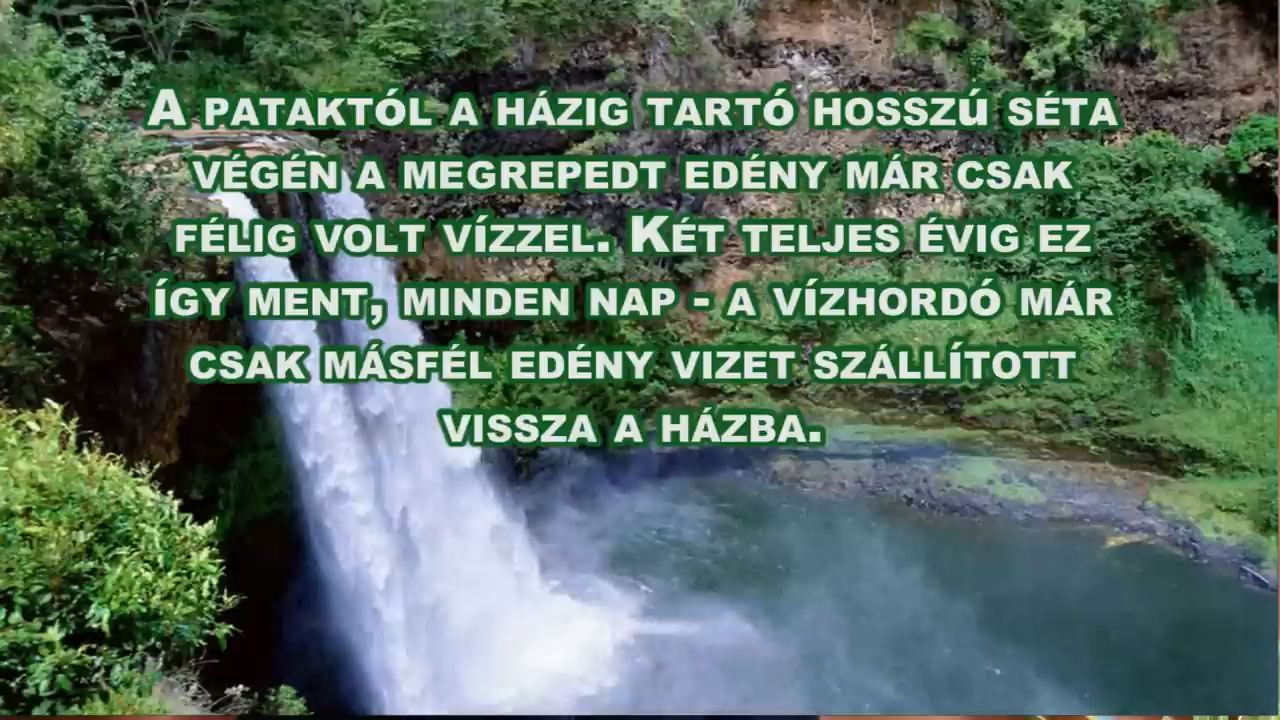 A PATAKTÓL A HÁZIG TARTÓ HOSSZÚ SÉTA
VÉGÉN A MEGREPEDT EDÉNY MÁR CSAK
FÉLIG VOLT VÍZZEL. KÉT TELJES ÉVIG EZ
ÍGY MENT, MINDEN NAP - A VÍZHORDÓ MÁR
CSAK MÁSFÉL EDÉNY VIZET SZÁLLÍTOTT
VISSZA A HÁZBA.